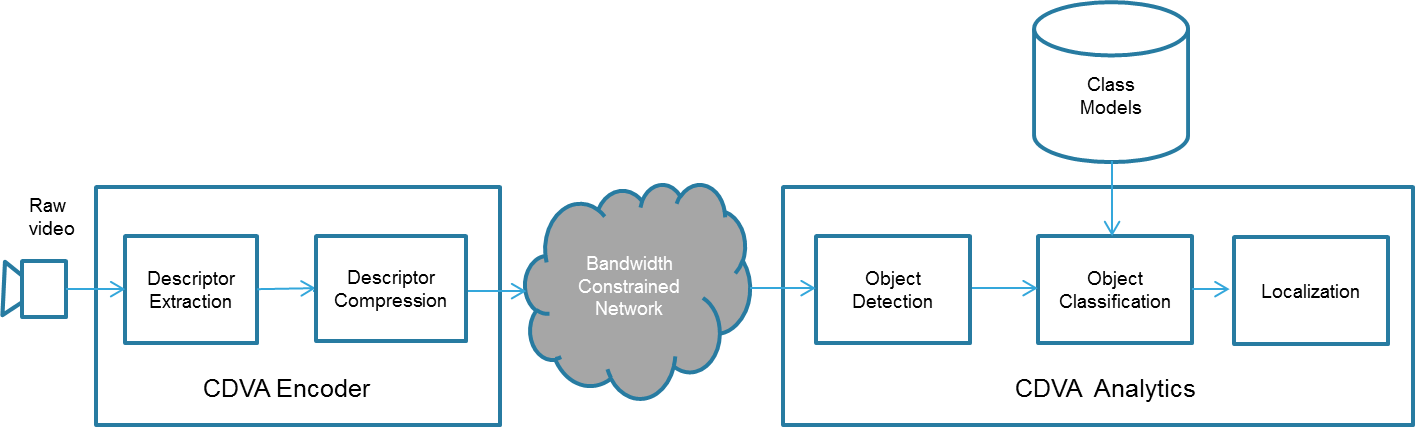 Raw
video
Descriptor
Extraction
Descriptor
Compression
CDVA Encoder
Bandwidth
Constrained
Network
Class
Models
Object
Detection
Object
Classification
Localization
CDVA Analytics